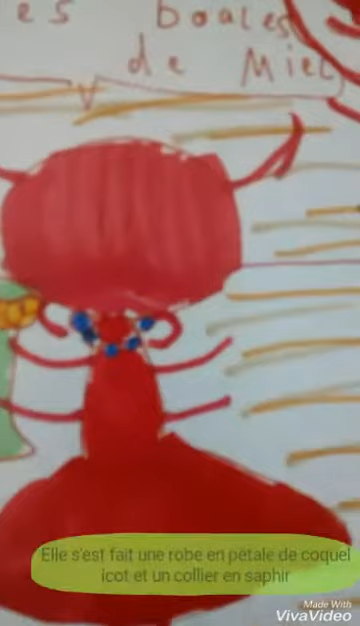 es boales
de Miel
Elle s'est fait une robe en pétale de coquel
icot et un collier en saphir
Made With
VivaVideo